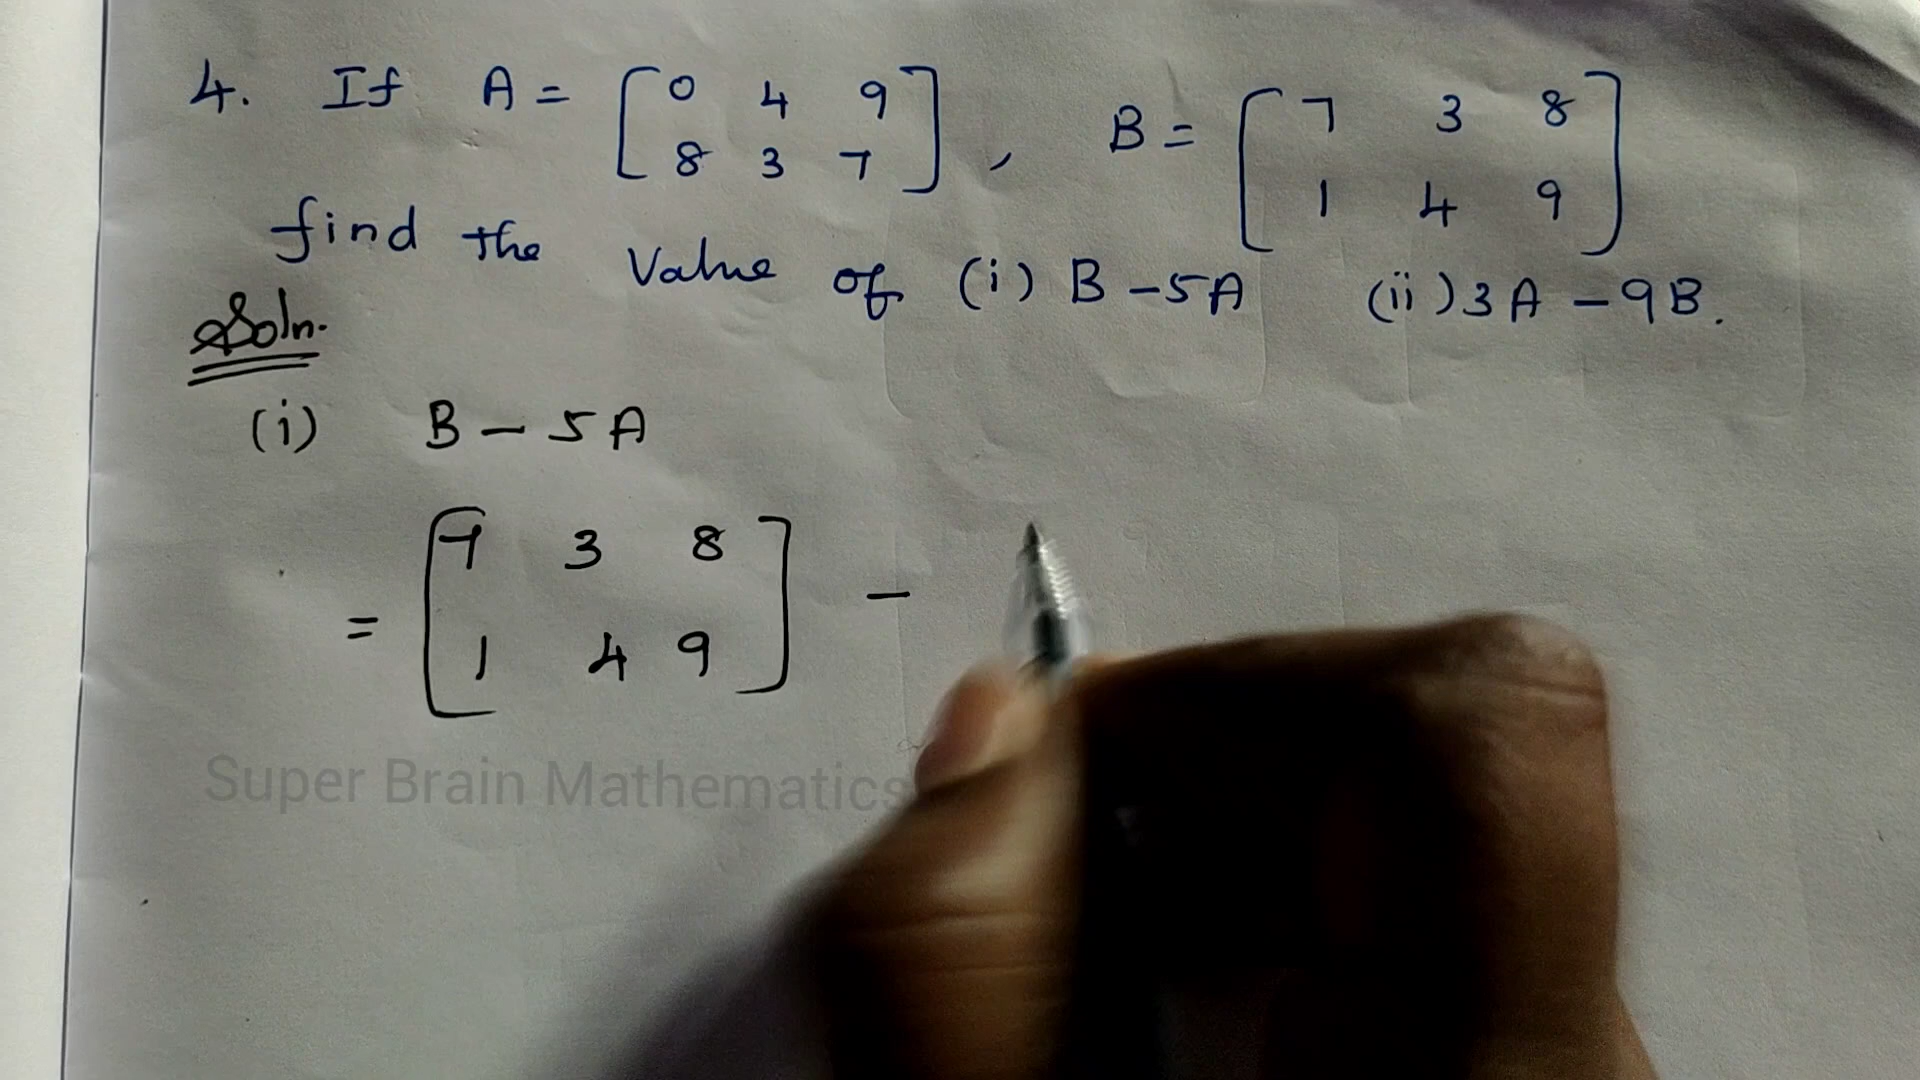 4. If A = [ 0 4 9 ] , B = [ 7 3 8 ]
[ 8 3 7 ] [ 1 4 9 ]
find the value of (i) B - 5A (ii) 3A - 9B.
Soln.
(i) B - 5A
= [ 7 3 8 ] -
[ 1 4 9 ]
Super Brain Mathematics